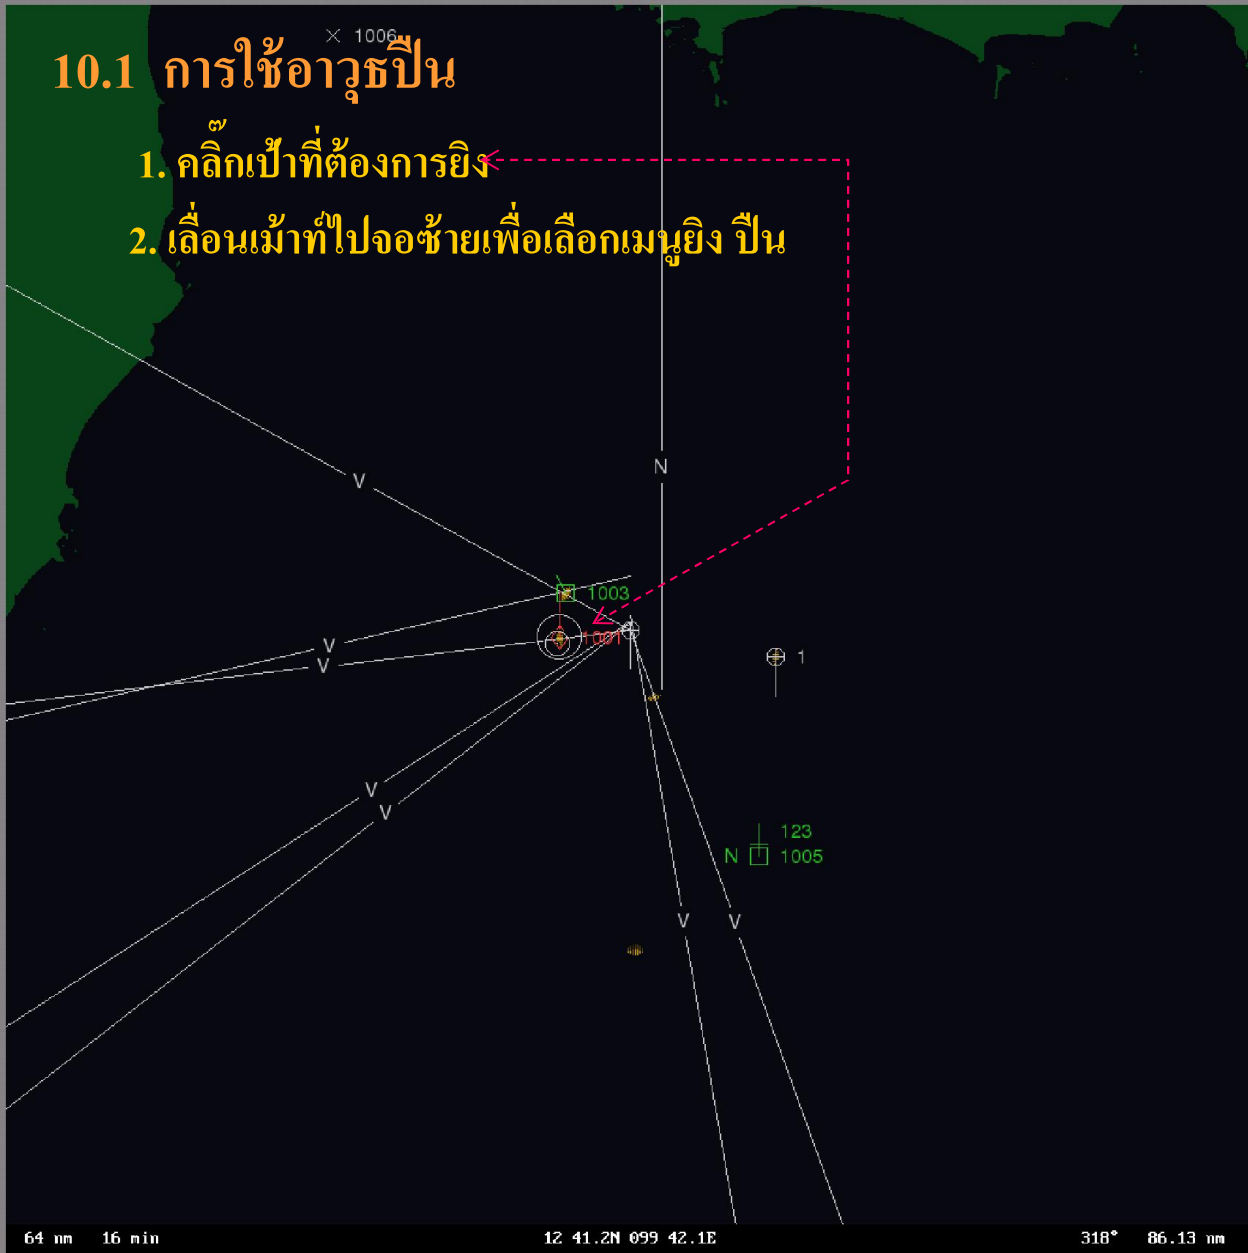 × 1006
10.1 การใช้อาวุธปืน
1. คลิ๊กเป้าที่ต้องการยิง
2. เลื่อนเม้าท์ไปจอซ้ายเพื่อเลือกเมนูยิง ปืน
N
V
1003
1001
V
V
1
V
V
123
N 1005
V V
64 nm 16 min 12 41.2N 099 42.1E 318° 86.13 nm